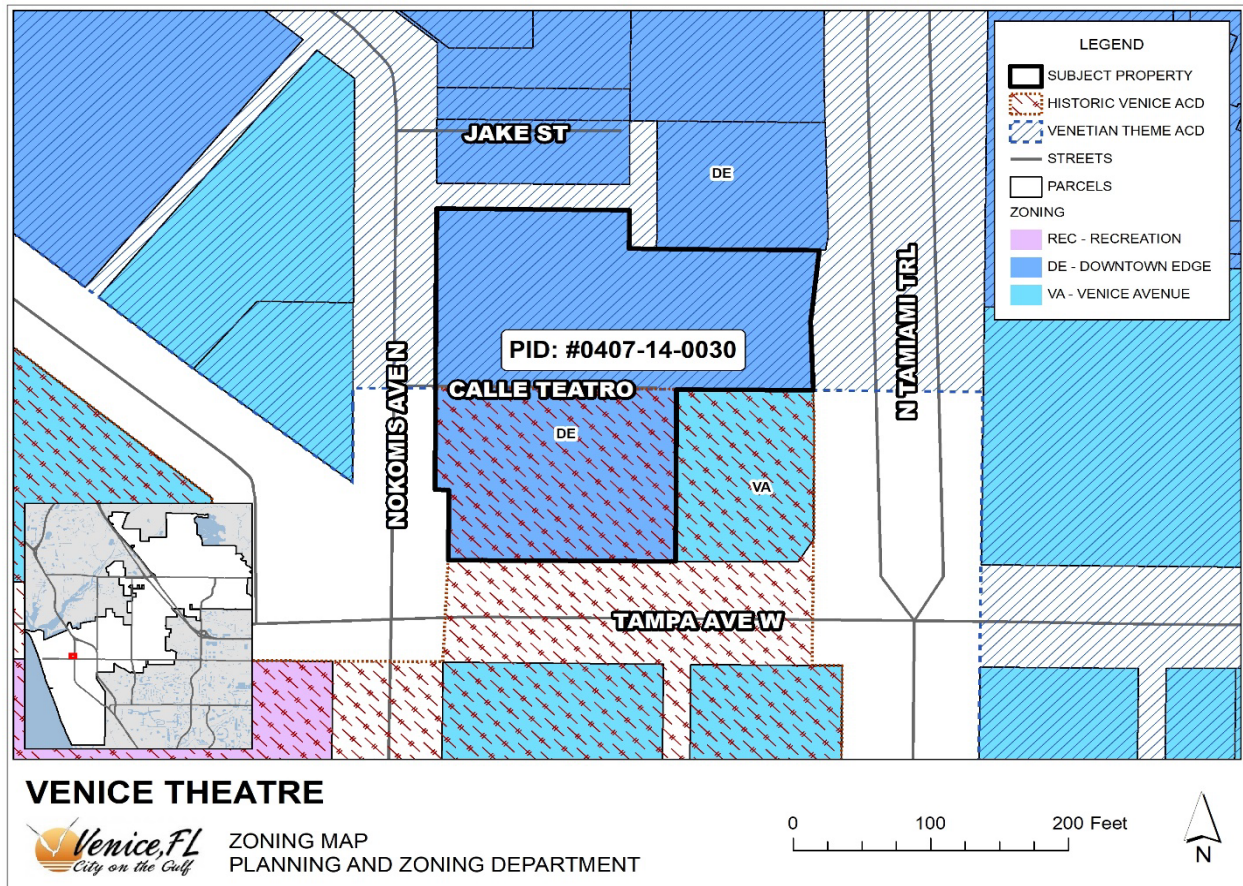 LEGEND
SUBJECT PROPERTY
HISTORIC VENICE ACD
VENETIAN THEME ACD
STREETS
PARCELS
ZONING
REC - RECREATION
DE - DOWNTOWN EDGE
VA - VENICE AVENUE
JAKE ST
DE
N TAMIAMI TRL
PID: #0407-14-0030
NOKOMIS AVE N
CALLE TEATRO
DE
VA
TAMPA AVE W
VENICE THEATRE
Venice, FL
City on the Gulf
ZONING MAP
PLANNING AND ZONING DEPARTMENT
0 100 200 Feet
N